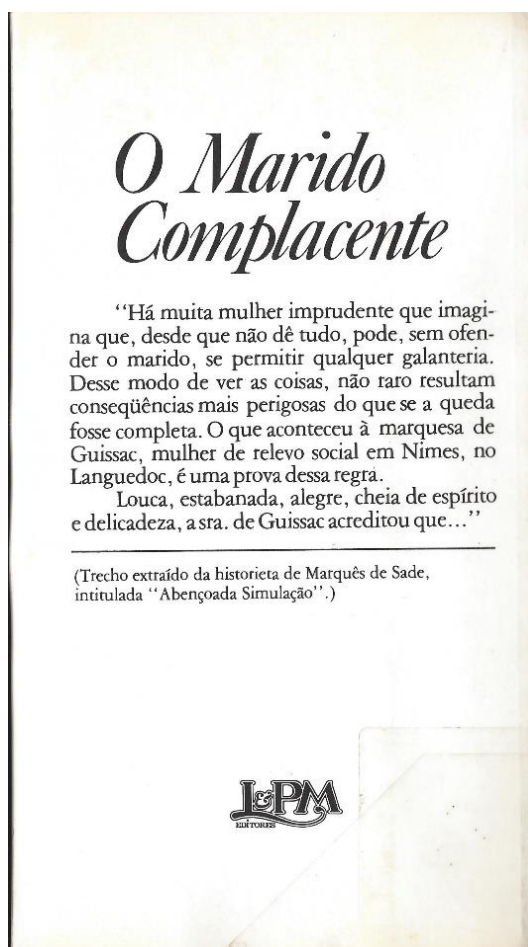 O Marido
Complacente
“Há muita mulher imprudente que imagi-
na que, desde que não dê tudo, pode, sem ofen-
der o marido, se permitir qualquer galanteria.
Desse modo de ver as coisas, não raro resultam
conseqüências mais perigosas do que se a queda
fosse completa. O que aconteceu à marquesa de
Guissac, mulher de relevo social em Nimes, no
Languedoc, é uma prova dessa regra.
Louca, estabanada, alegre, cheia de espírito
e delicadeza, a sra. de Guissac acreditou que...”
(Trecho extraído da historieta de Marquês de Sade,
intitulada “Abençoada Simulação”.)
L&PM
EDITORES